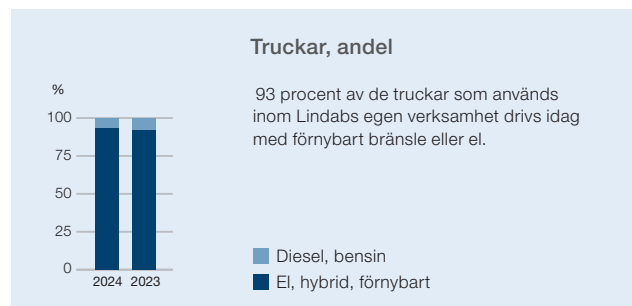 Truckar, andel
93 procent av de truckar som används
inom Lindabs egen verksamhet drivs idag
med förnybart bränsle eller el.
%
100
75
50
25
0
2024 2023
Diesel, bensin
El, hybrid, förnybart